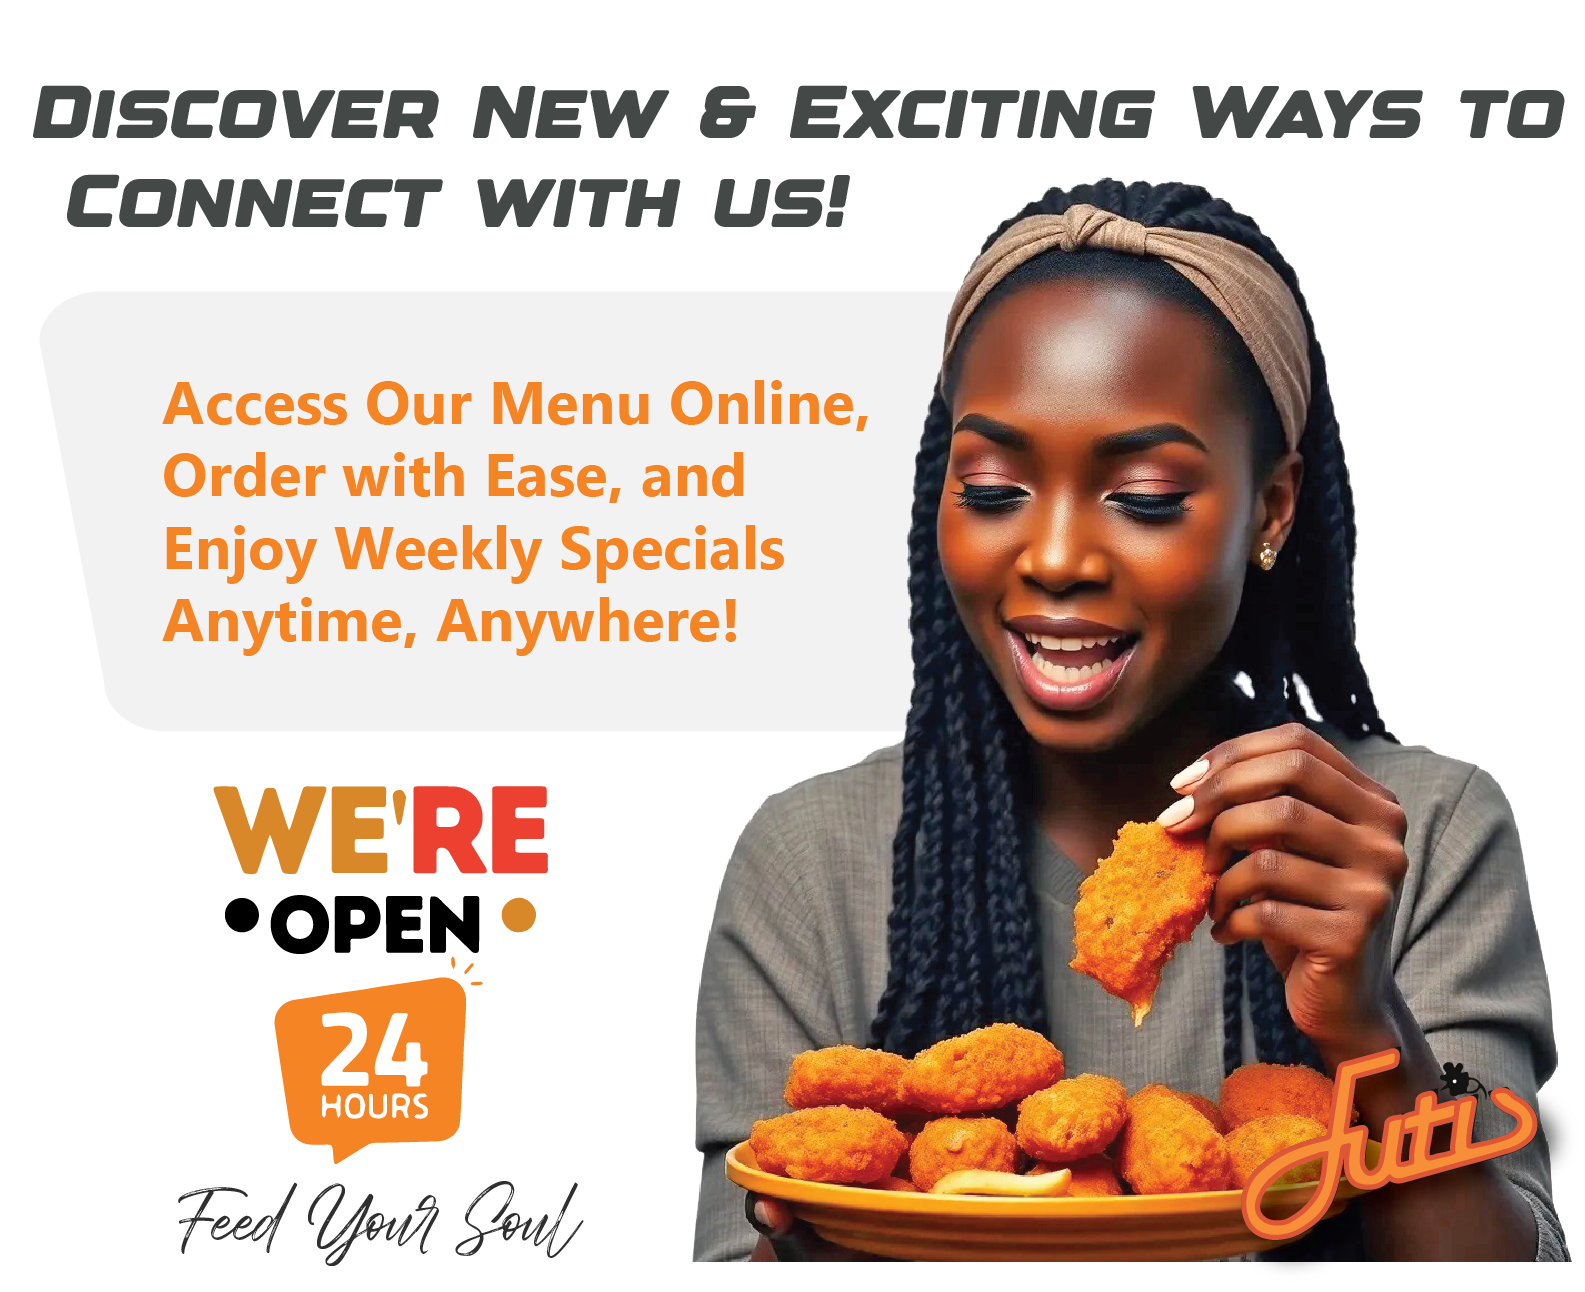 Discover New & Exciting Ways to
Connect with us!
Access Our Menu Online,
Order with Ease, and
Enjoy Weekly Specials
Anytime, Anywhere!
WE'RE
OPEN
24
HOURS
Feed Your Soul
Futis